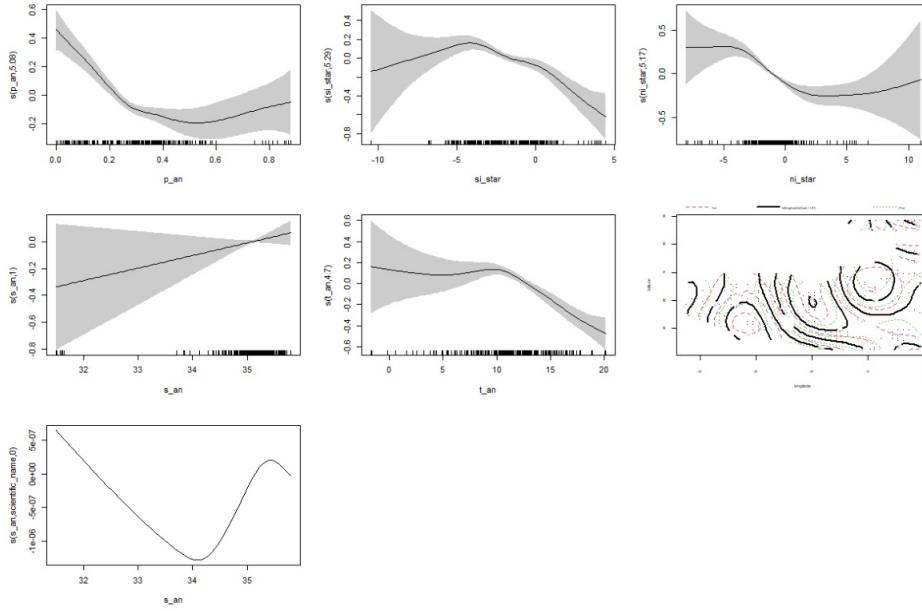 s(p_an,5.08)
-0.2 0.0 0.2 0.4 0.6
0.0 0.2 0.4 0.6 0.8
p_an
s(si_star,5.29)
-0.8 -0.4 0.0 0.4
-10 -5 0 5
si_star
s(ni_star,5.17)
-0.5 0.0 0.5
-5 0 5 10
ni_star
s(s_an,1)
-0.8 -0.6 -0.4 -0.2 0.0
32 33 34 35
s_an
s(t_an,4.7)
-0.6 -0.4 -0.2 0.0 0.2 0.4 0.6
0 5 10 15 20
t_an
latitude
longitude
s(s_an,scientific_name,0)
-1e-06 -5e-07 0e+00 5e-07
32 33 34 35
s_an